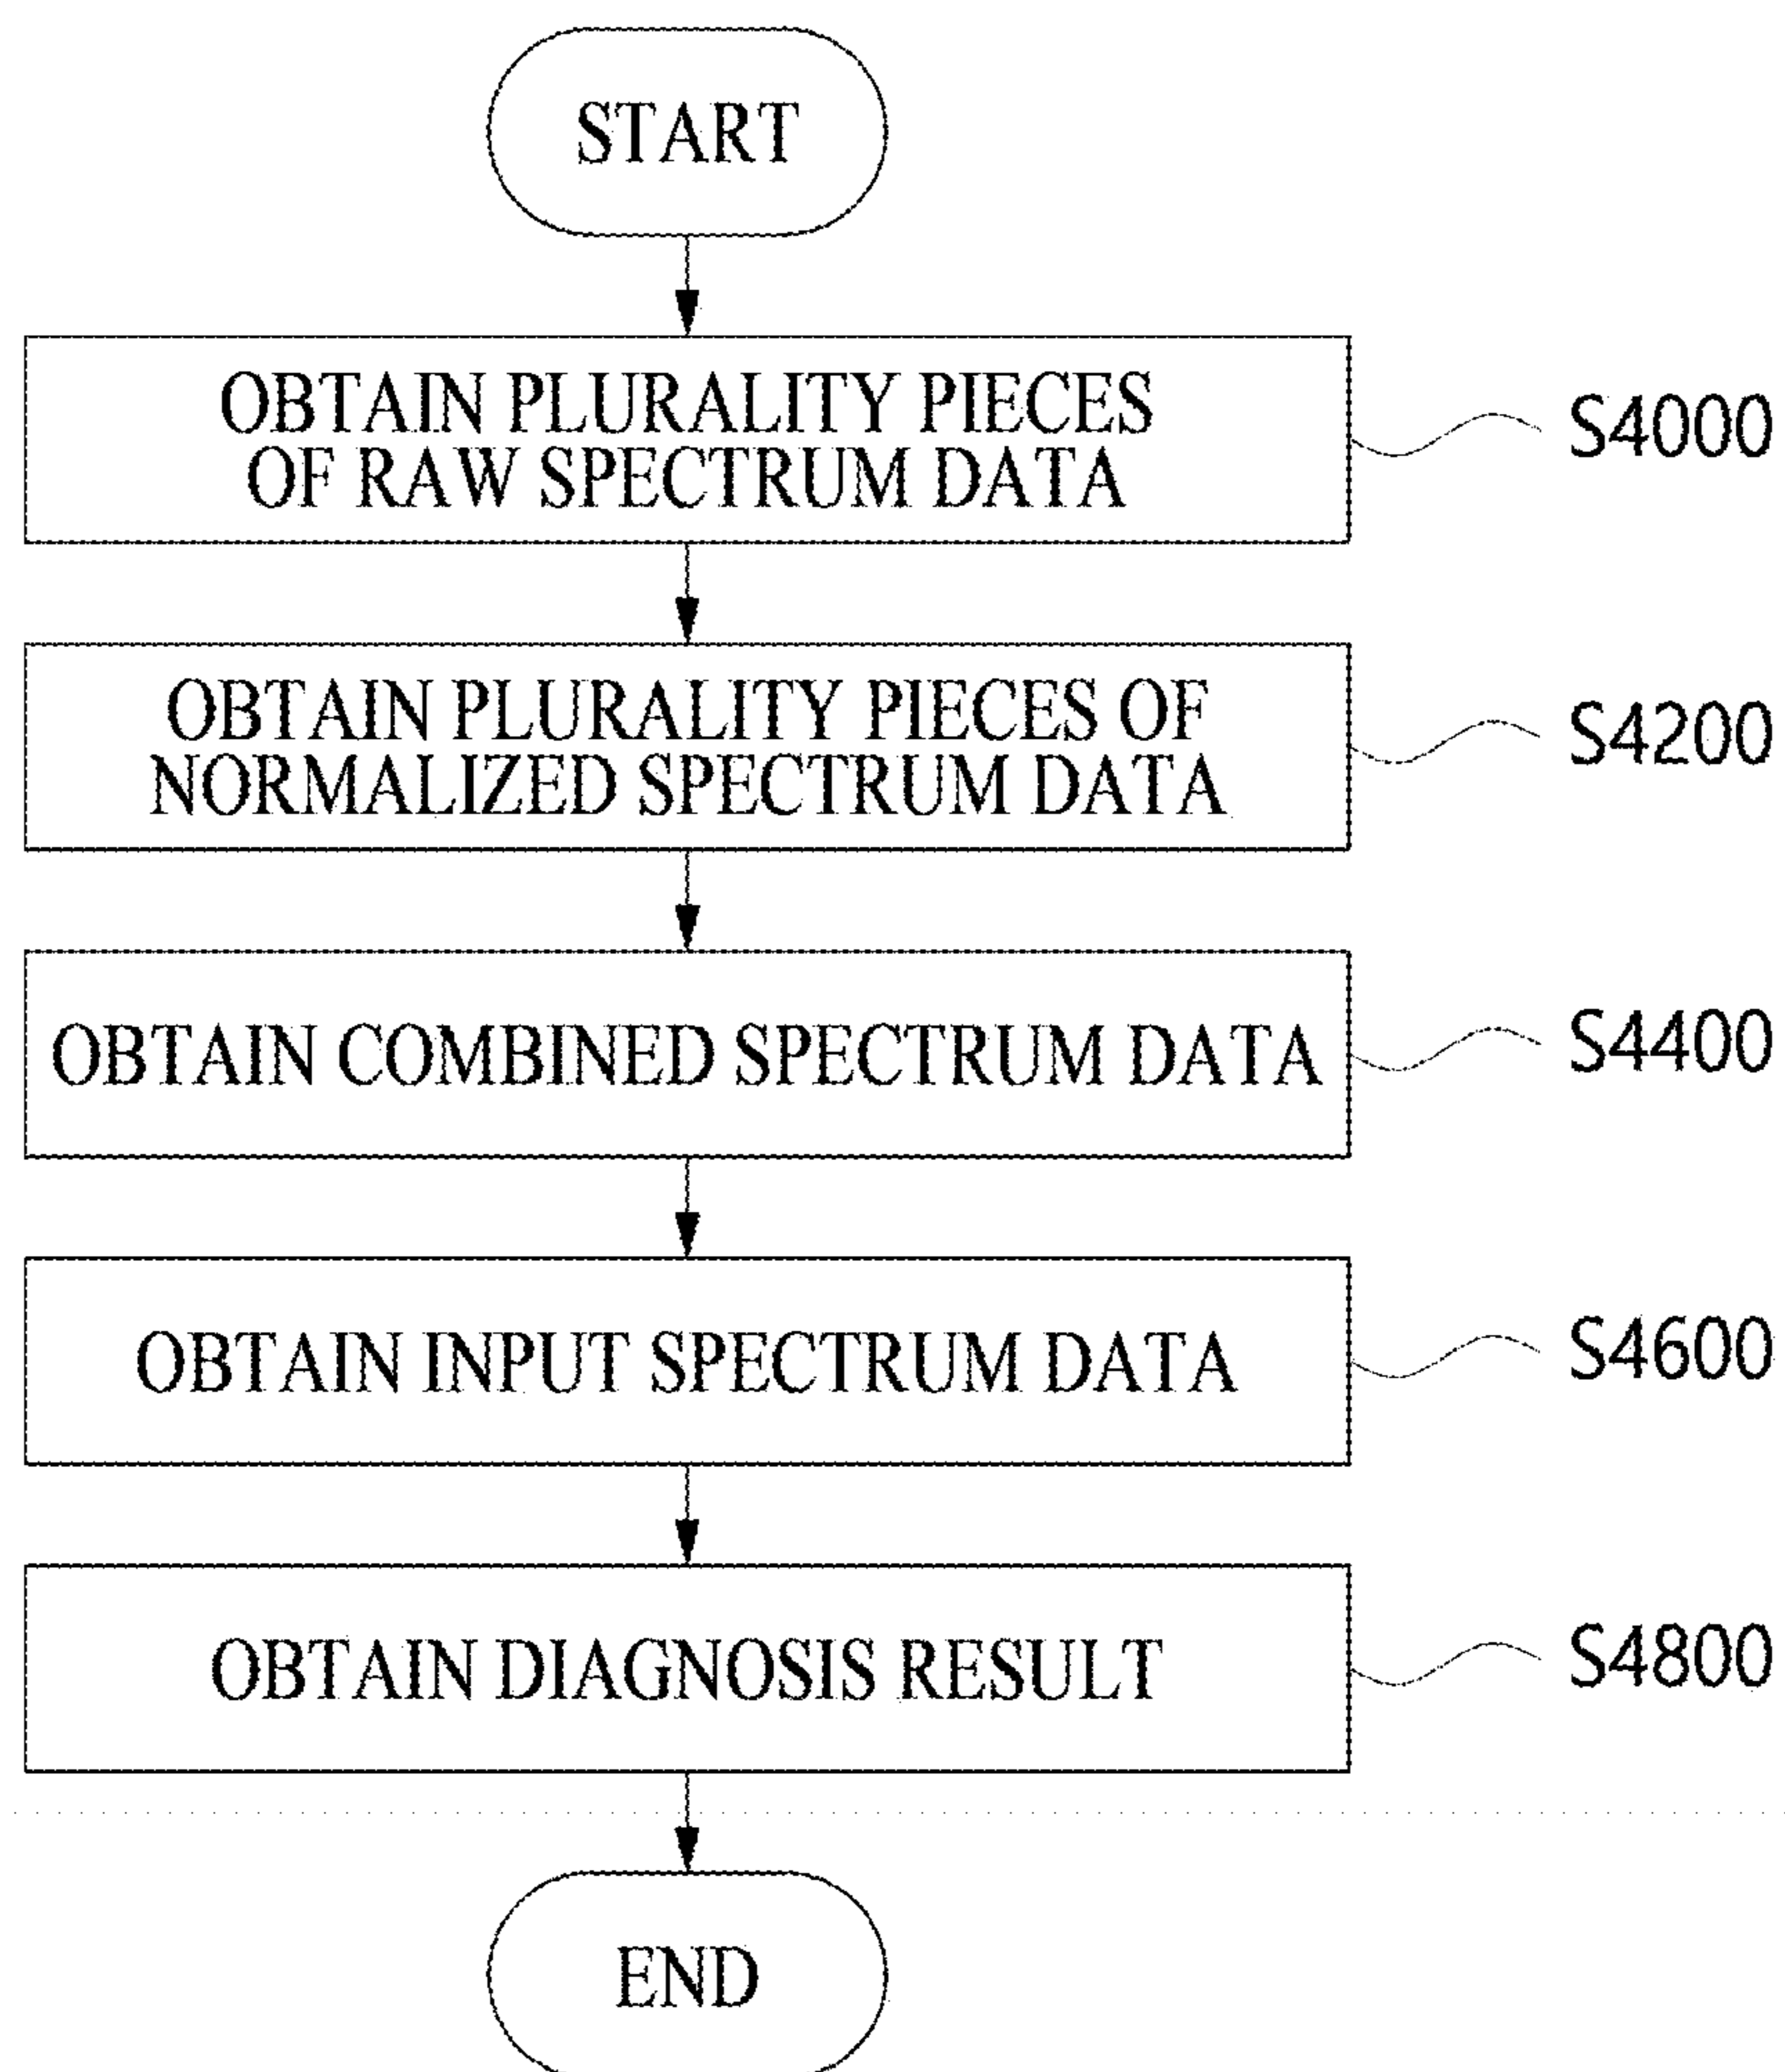 START
OBTAIN PLURALITY PIECES
OF RAW SPECTRUM DATA
S4000
OBTAIN PLURALITY PIECES OF
NORMALIZED SPECTRUM DATA
S4200
OBTAIN COMBINED SPECTRUM DATA
S4400
OBTAIN INPUT SPECTRUM DATA
S4600
OBTAIN DIAGNOSIS RESULT
S4800
END